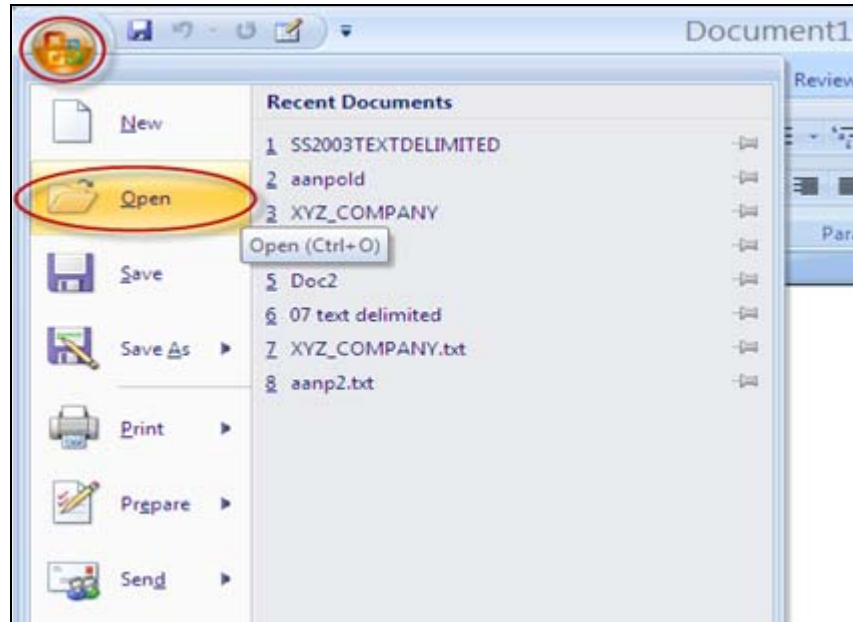 Document1
Review
Para
New
Open
Save
Save As
Print
Prepare
Send
Recent Documents
1 SS2003TEXTDELIMITED
2 aanpold
3 XYZ_COMPANY
Open (Ctrl+O)
5 Doc2
6 07 text delimited
7 XYZ_COMPANY.txt
8 aanp2.txt